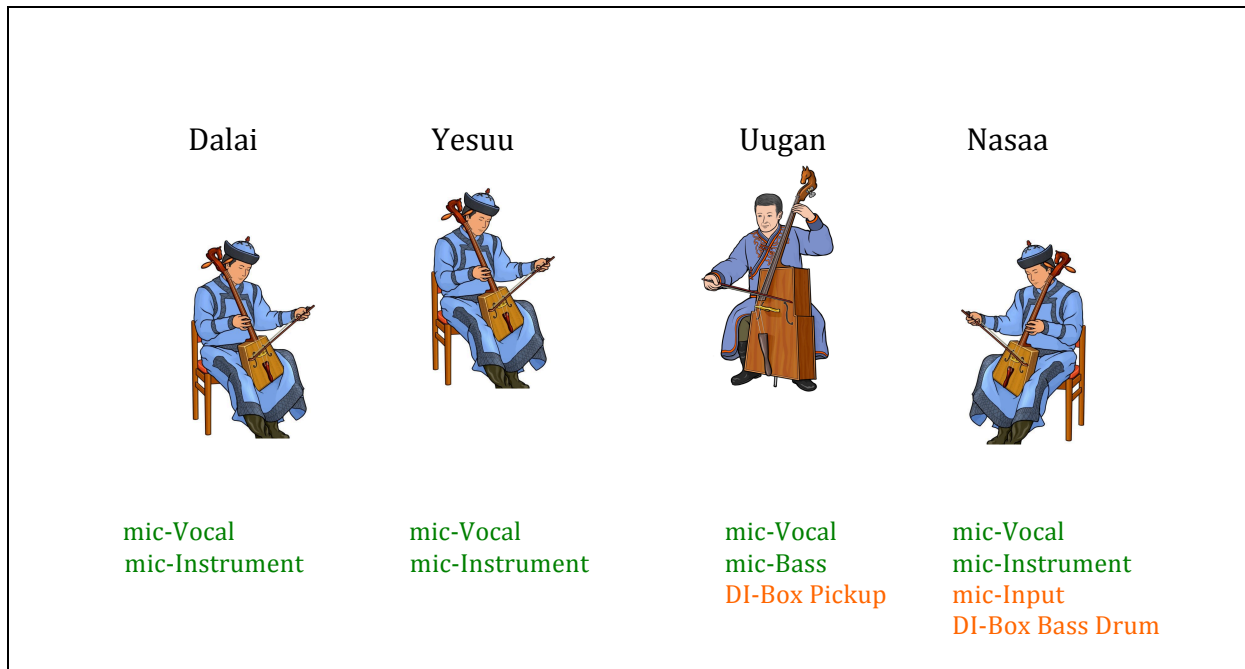 Dalai Yesuu Uugan Nasaa
mic-Vocal mic-Vocal mic-Vocal mic-Vocal
mic-Instrument mic-Instrument mic-Bass mic-Instrument
DI-Box Pickup mic-Input
DI-Box Bass Drum